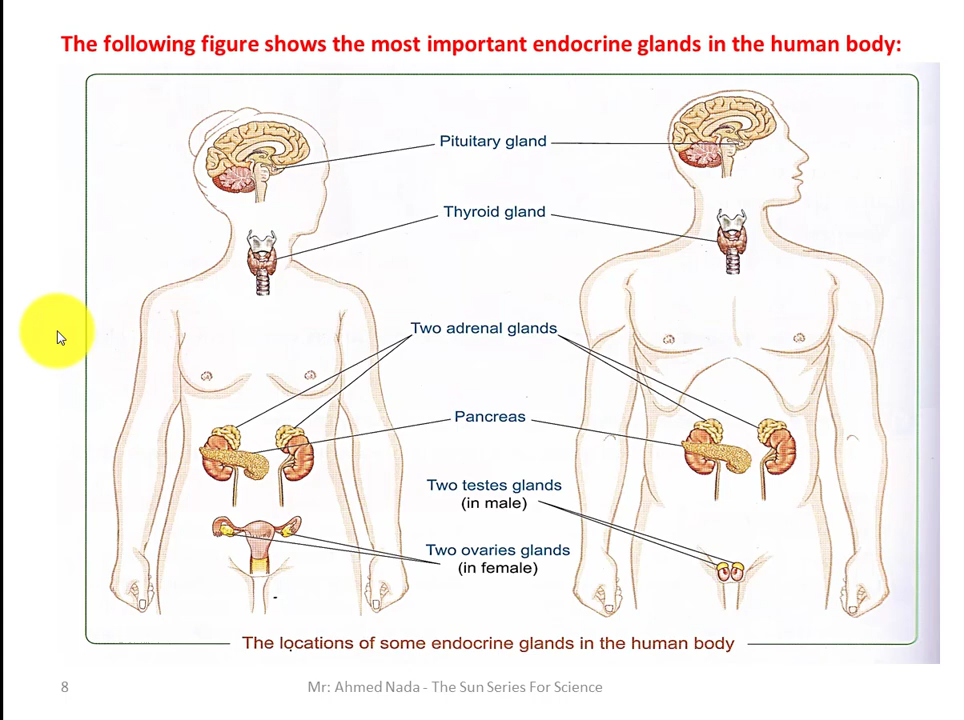 The following figure shows the most important endocrine glands in the human body:
Pituitary gland
Thyroid gland
Two adrenal glands
Pancreas
Two testes glands
(in male)
Two ovaries glands
(in female)
The locations of some endocrine glands in the human body
8
Mr: Ahmed Nada - The Sun Series For Science